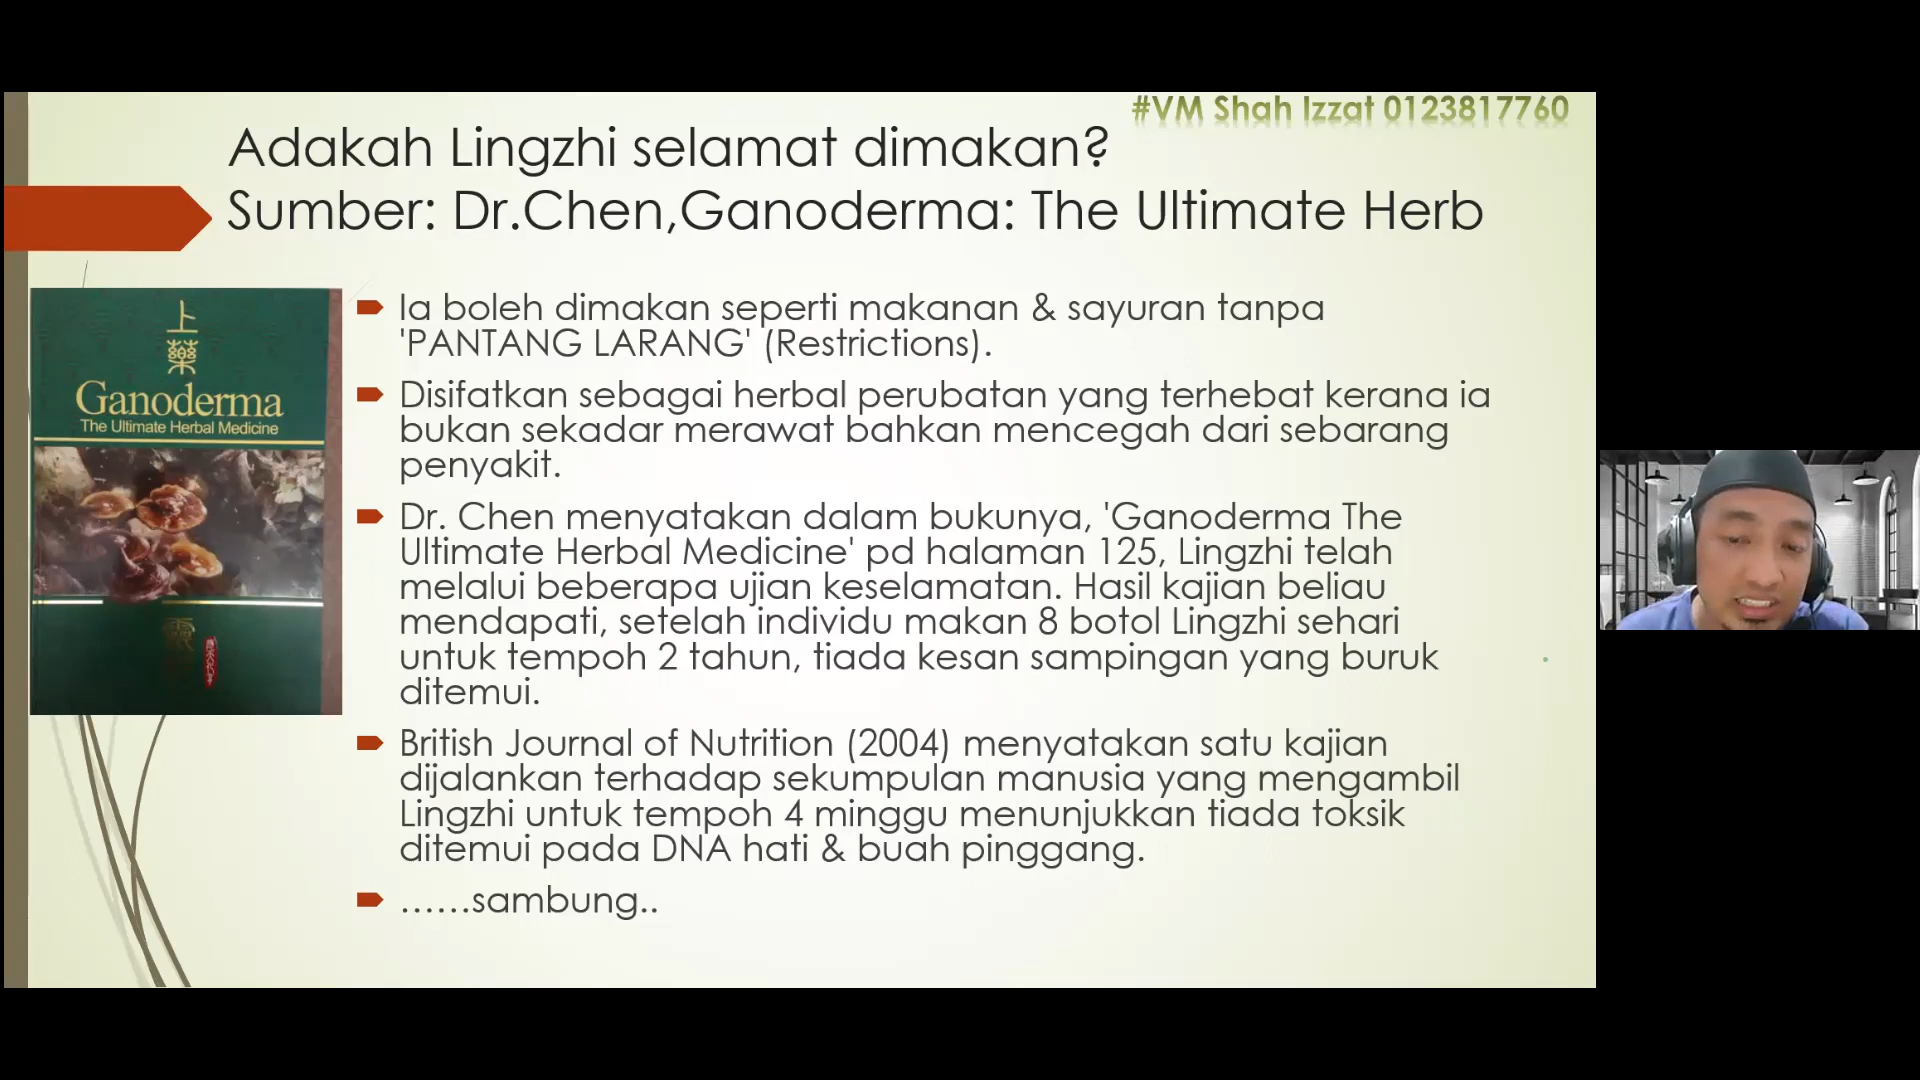 #VM Shah Izzat 0123817760
Adakah Lingzhi selamat dimakan?
Sumber: Dr.Chen,Ganoderma: The Ultimate Herb
上
藥
Ganoderma
The Ultimate Herbal Medicine
Ia boleh dimakan seperti makanan & sayuran tanpa
'PANTANG LARANG' (Restrictions).
Disifatkan sebagai herbal perubatan yang terhebat kerana ia
bukan sekadar merawat bahkan mencegah dari sebarang
penyakit.
Dr. Chen menyatakan dalam bukunya, 'Ganoderma The
Ultimate Herbal Medicine' pd halaman 125, Lingzhi telah
melalui beberapa ujian keselamatan. Hasil kajian beliau
mendapati, setelah individu makan 8 botol Lingzhi sehari
untuk tempoh 2 tahun, tiada kesan sampingan yang buruk
ditemui.
British Journal of Nutrition (2004) menyatakan satu kajian
dijalankan terhadap sekumpulan manusia yang mengambil
Lingzhi untuk tempoh 4 minggu menunjukkan tiada toksik
ditemui pada DNA hati & buah pinggang.
......sambung..